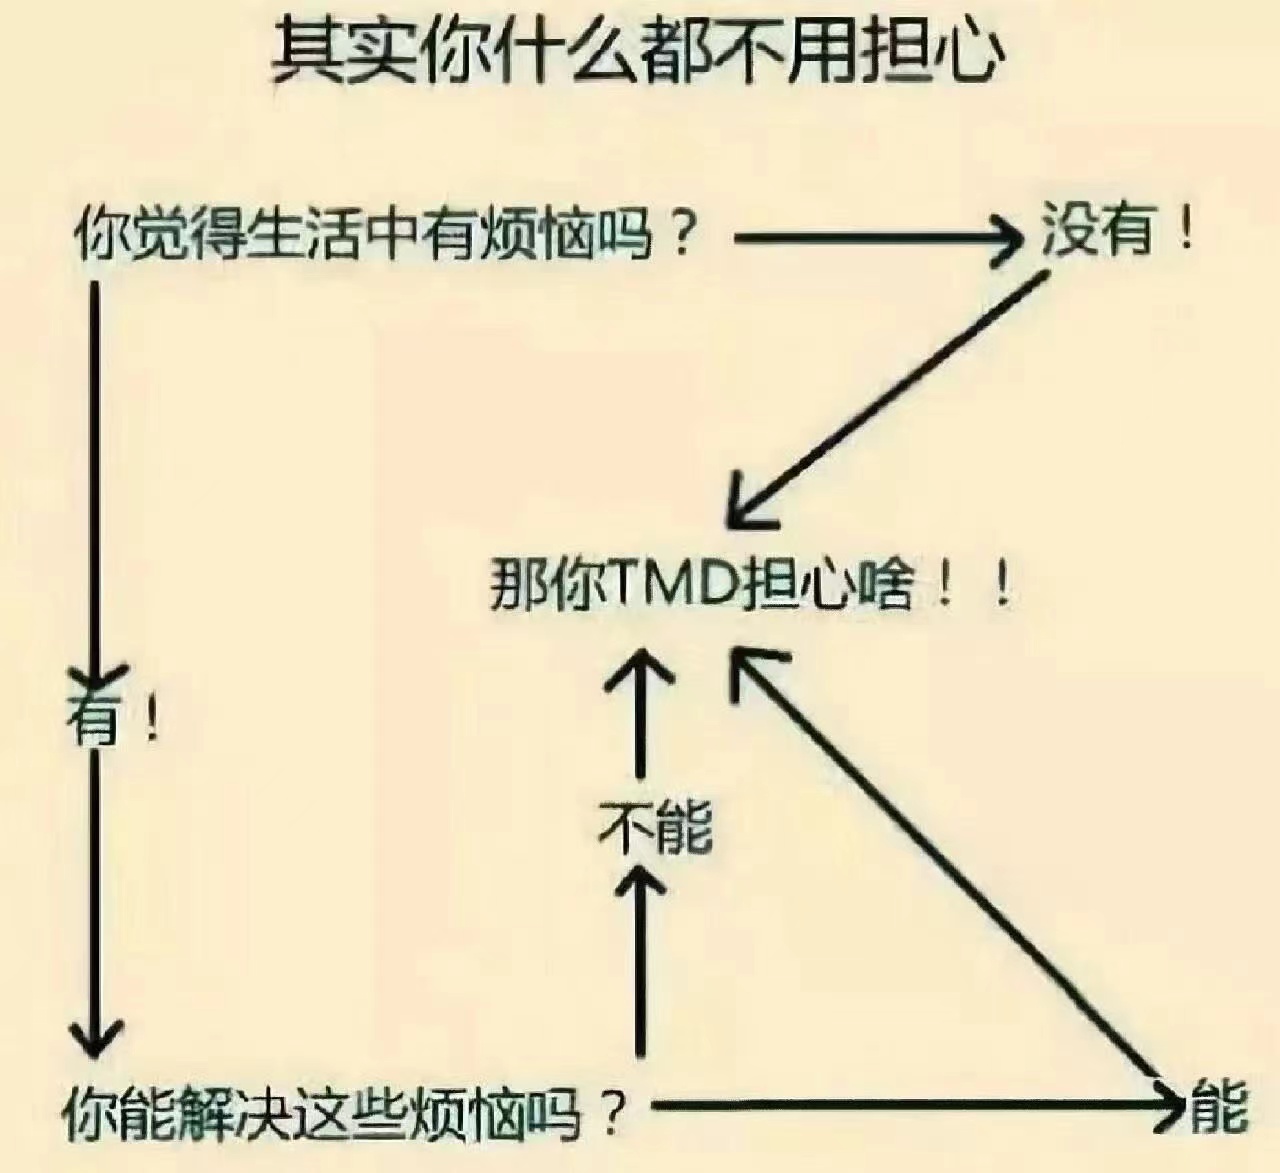 其实你什么都不用担心
你觉得生活中有烦恼吗？
没有！
那你TMD担心啥！！
有！
不能
你能解决这些烦恼吗？
能